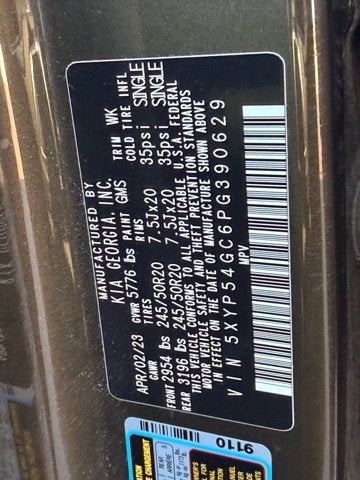 MANUFACTURED BY
KIA GEORGIA, INC.
APR/02/23 GVWR 5776 lbs PAINT GMS TRIM WK
GAWR TIRES RIMS COLD TIRE INFL
FRONT 2954 lbs 245/50R20 7.5Jx20 35psi SINGLE
REAR 3196 lbs 245/50R20 7.5Jx20 35psi SINGLE
THIS VEHICLE CONFORMS TO ALL APPLICABLE U.S.A. FEDERAL
MOTOR VEHICLE SAFETY AND BUMPER STANDARDS
IN EFFECT ON THE DATE OF MANUFACTURE SHOWN ABOVE
VIN 5XYP54GC6PG390629
MPV
9110
CHARGEMENT